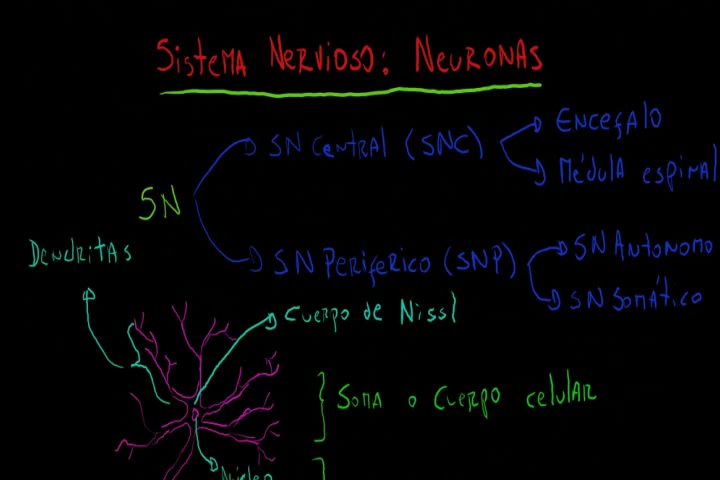 Sistema Nervioso: Neuronas
SN Central (SNC)
Encefalo
Médula espinal
SN
SN Periferico (SNP)
SN Autonomo
SN Somático
Dendritas
Cuerpo de Nissl
Soma o Cuerpo celular
Núcleo